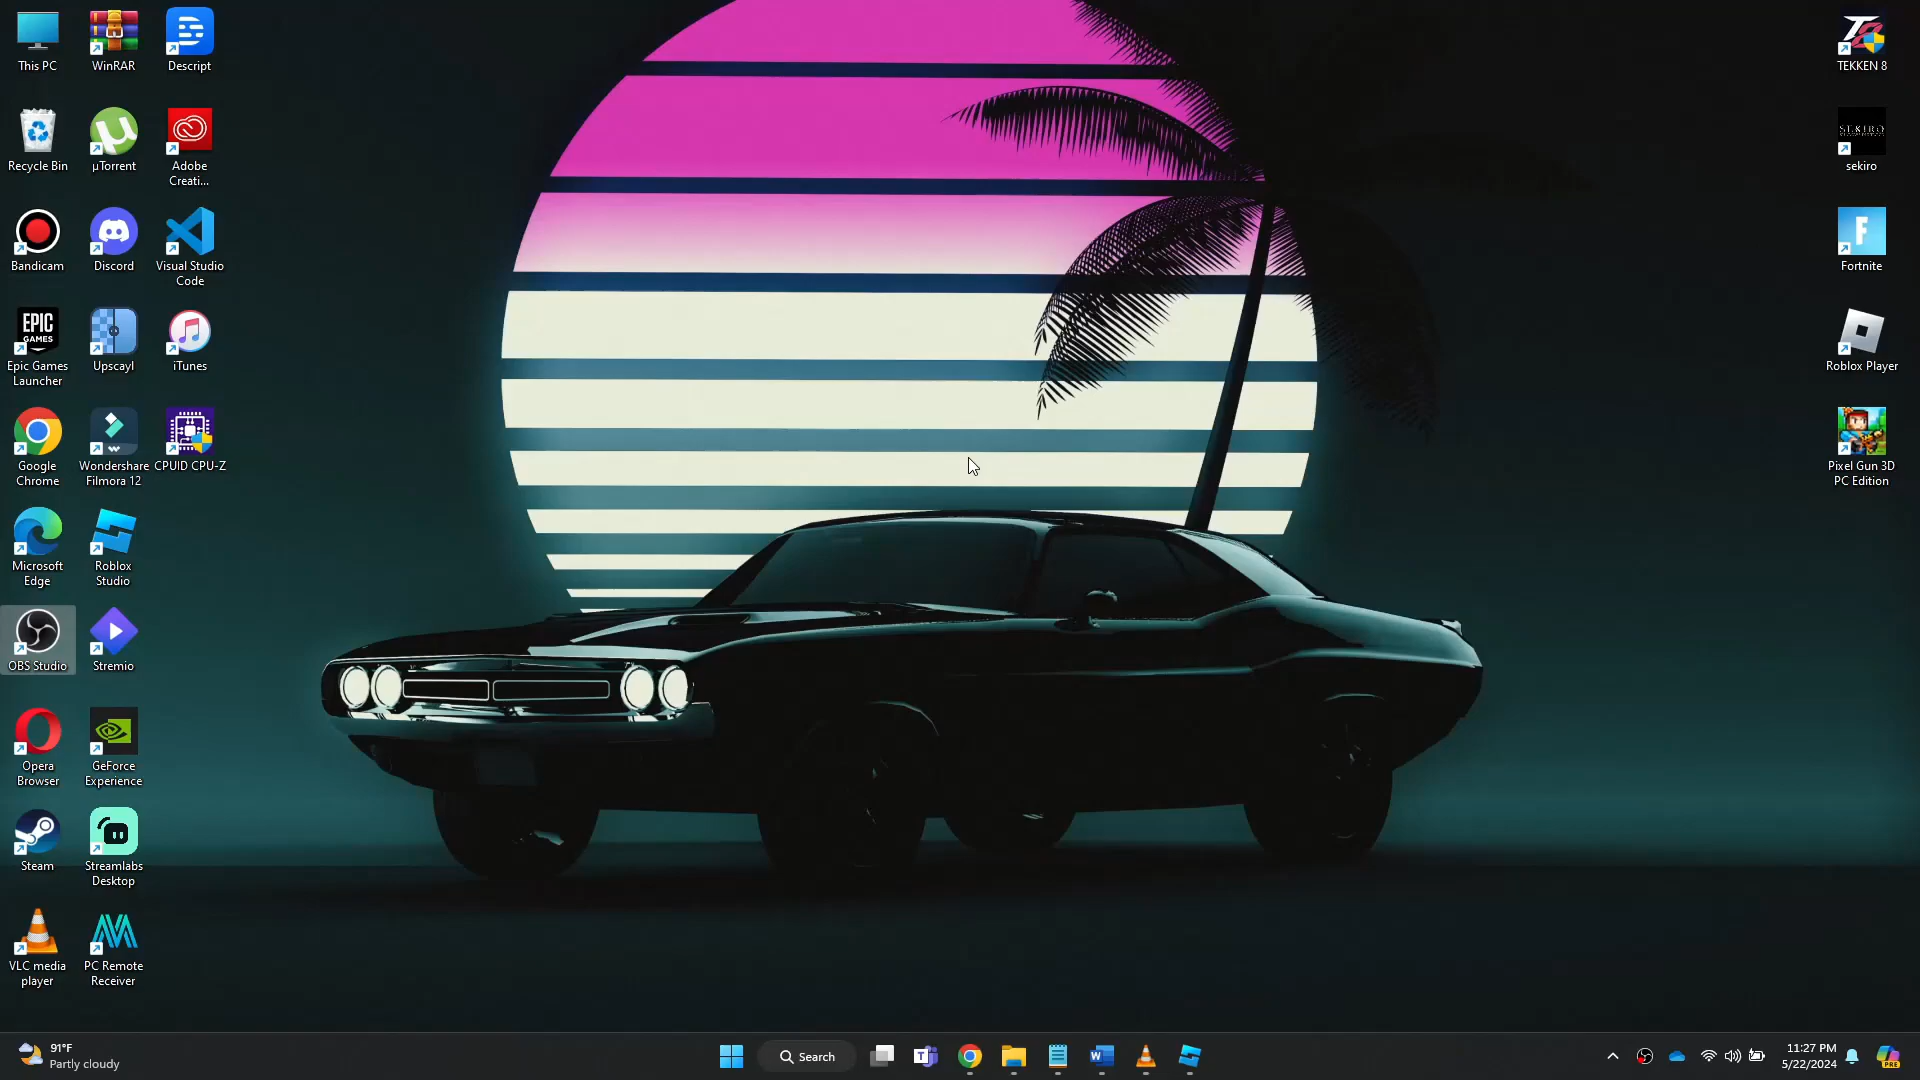 This PC
WinRAR
Descript
Recycle Bin
µTorrent
Adobe
Creati...
Bandicam
Discord
Visual Studio
Code
EPIC
GAMES
Epic Games
Launcher
Upscayl
iTunes
Google
Chrome
Wondershare
Filmora 12
CPUID CPU-Z
Microsoft
Edge
Roblox
Studio
OBS Studio
Stremio
Opera
Browser
GeForce
Experience
Steam
Streamlabs
Desktop
VLC media
player
PC Remote
Receiver
TEKKEN 8
SEKIRO
sekiro
F
Fortnite
Roblox Player
Pixel Gun 3D
PC Edition
91°F
Partly cloudy
Search
11:27 PM
5/22/2024
PRE